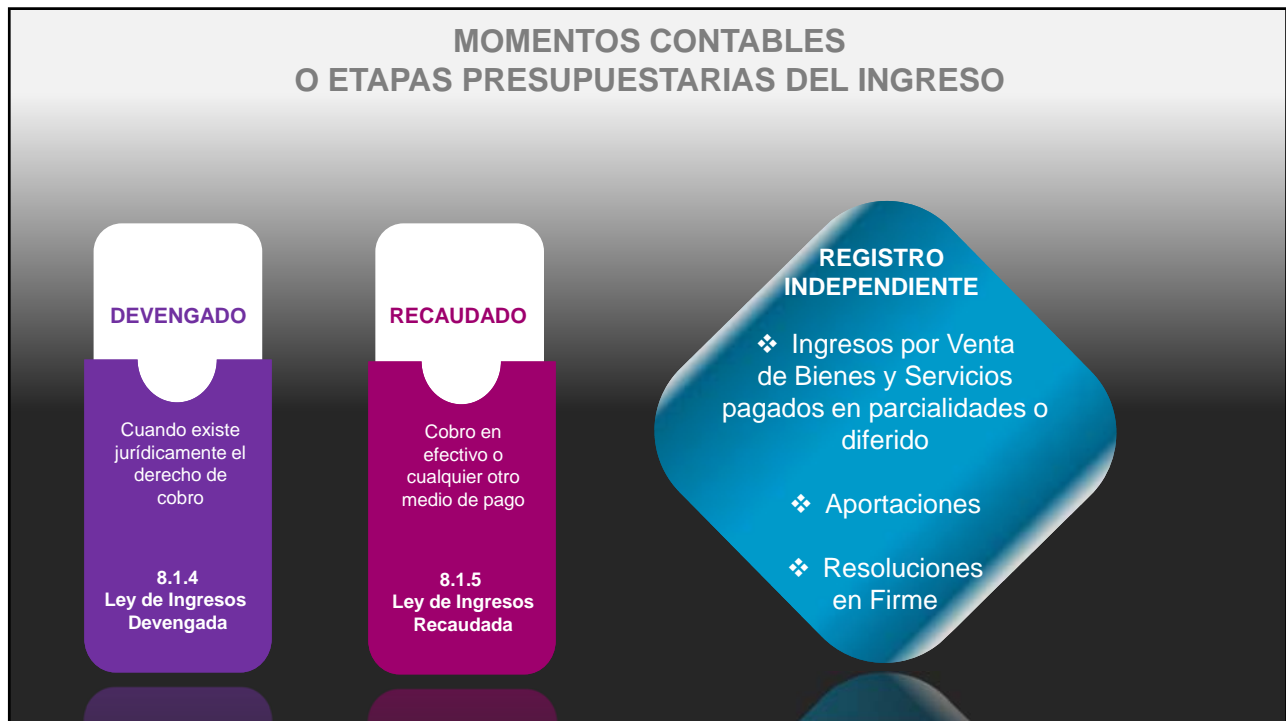 MOMENTOS CONTABLES
O ETAPAS PRESUPUESTARIAS DEL INGRESO
DEVENGADO
Cuando existe
jurídicamente el
derecho de
cobro
8.1.4
Ley de Ingresos
Devengada
RECAUDADO
Cobro en
efectivo o
cualquier otro
medio de pago
8.1.5
Ley de Ingresos
Recaudada
REGISTRO
INDEPENDIENTE
❖ Ingresos por Venta
de Bienes y Servicios
pagados en parcialidades o
diferido
❖ Aportaciones
❖ Resoluciones
en Firme